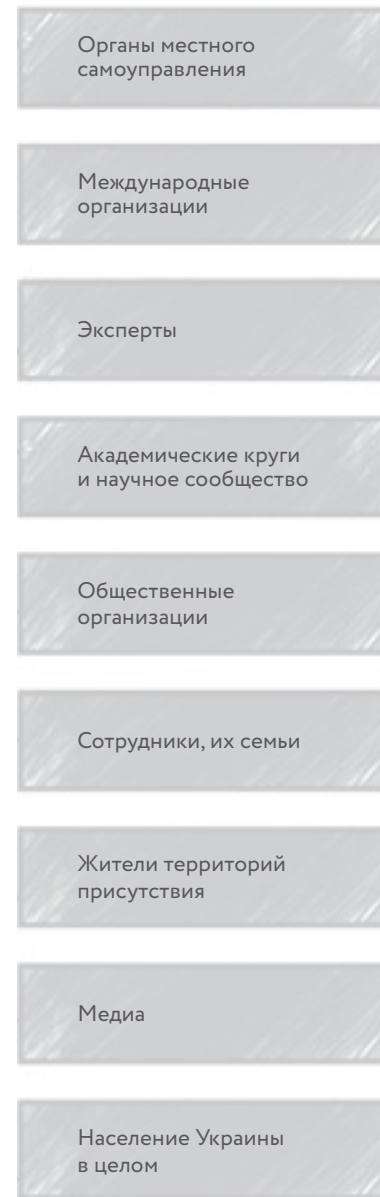 Органы местного
самоуправления
Международные
организации
Эксперты
Академические круги
и научное сообщество
Общественные
организации
Сотрудники, их семьи
Жители территорий
присутствия
Медиа
Население Украины
в целом